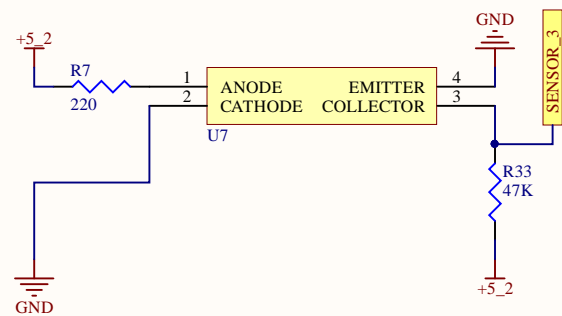 GND
SENSOR_3
+5_2
R7
220
1
ANODE
EMITTER
4
2
CATHODE
COLLECTOR
3
U7
R33
47K
GND
+5_2